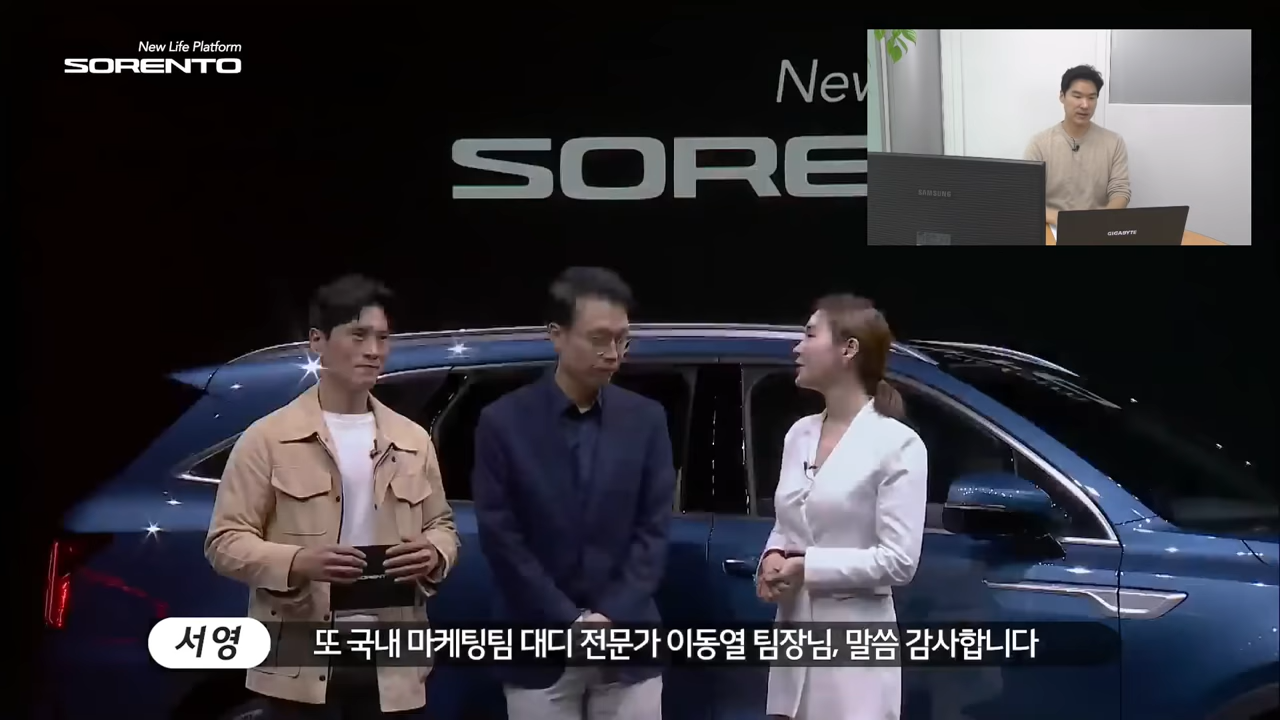 New Life Platform
SORENTO
New
SORE
SAMSUNG
GIGABYTE
SORENTO
서영
또 국내 마케팅팀 대디 전문가 이동열 팀장님, 말씀 감사합니다